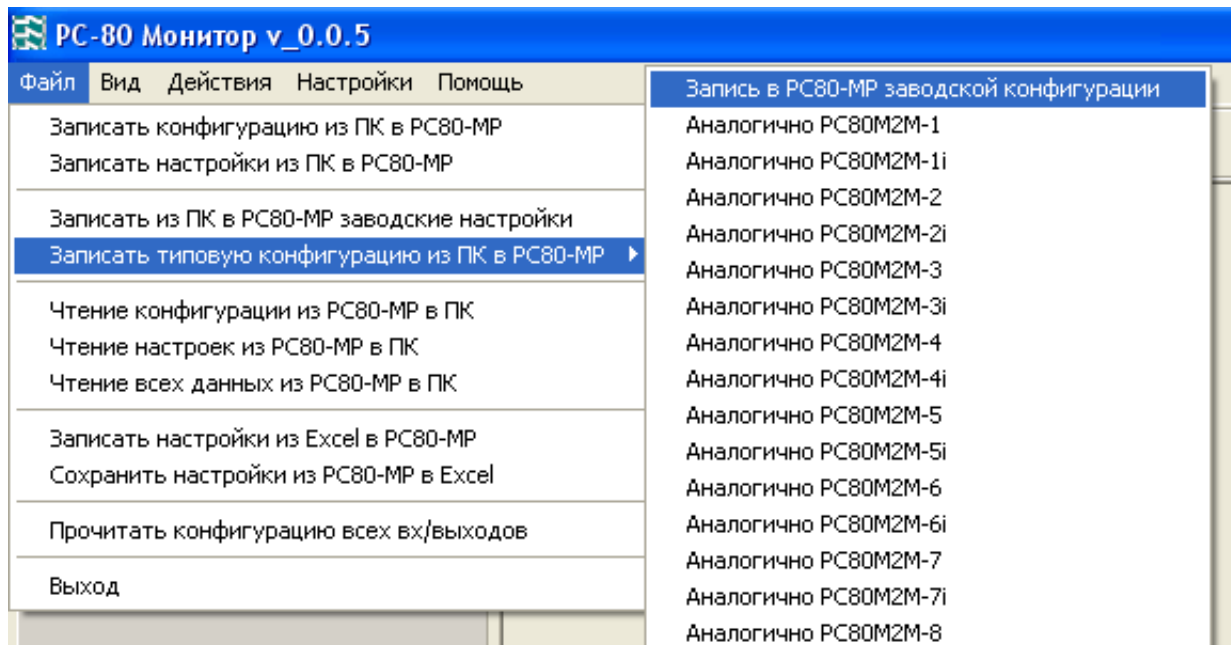 РС-80 Монитор v_0.0.5
Файл Вид Действия Настройки Помощь
Записать конфигурацию из ПК в РС80-МР
Записать настройки из ПК в РС80-МР
Записать из ПК в РС80-МР заводские настройки
Записать типовую конфигурацию из ПК в РС80-МР
Чтение конфигурации из РС80-МР в ПК
Чтение настроек из РС80-МР в ПК
Чтение всех данных из РС80-МР в ПК
Записать настройки из Excel в РС80-МР
Сохранить настройки из РС80-МР в Excel
Прочитать конфигурацию всех вх/выходов
Выход
Запись в РС80-МР заводской конфигурации
Аналогично РС80М2М-1
Аналогично РС80М2М-1i
Аналогично РС80М2М-2
Аналогично РС80М2М-2i
Аналогично РС80М2М-3
Аналогично РС80М2М-3i
Аналогично РС80М2М-4
Аналогично РС80М2М-4i
Аналогично РС80М2М-5
Аналогично РС80М2М-5i
Аналогично РС80М2М-6
Аналогично РС80М2М-6i
Аналогично РС80М2М-7
Аналогично РС80М2М-7i
Аналогично РС80М2М-8